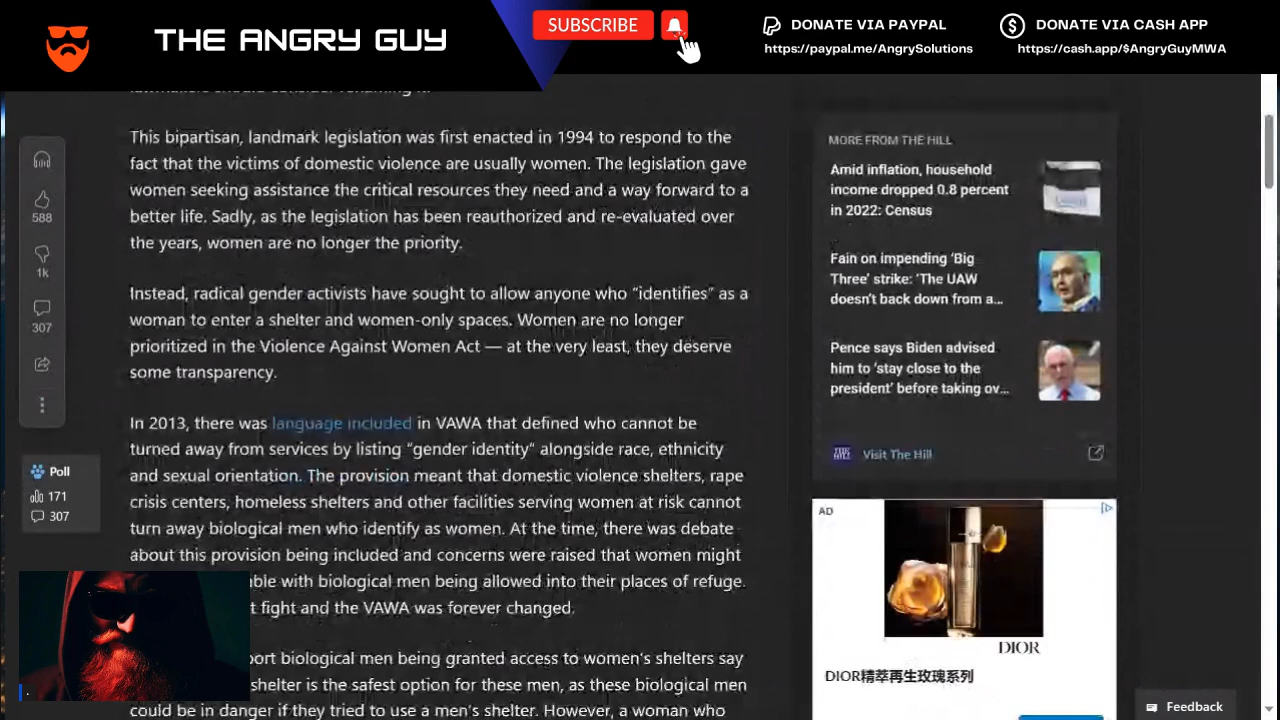 THE ANGRY GUY
SUBSCRIBE
DONATE VIA PAYPAL
https://paypal.me/AngrySolutions
DONATE VIA CASH APP
https://cash.app/$AngryGuyMWA
This bipartisan, landmark legislation was first enacted in 1994 to respond to the
fact that the victims of domestic violence are usually women. The legislation gave
women seeking assistance the critical resources they need and a way forward to a
better life. Sadly, as the legislation has been reauthorized and re-evaluated over
the years, women are no longer the priority.
Instead, radical gender activists have sought to allow anyone who “identifies” as a
woman to enter a shelter and women-only spaces. Women are no longer
prioritized in the Violence Against Women Act — at the very least, they deserve
some transparency.
In 2013, there was language included in VAWA that defined who cannot be
turned away from services by listing “gender identity” alongside race, ethnicity
and sexual orientation. The provision meant that domestic violence shelters, rape
crisis centers, homeless shelters and other facilities serving women at risk cannot
turn away biological men who identify as women. At the time, there was debate
about this provision being included and concerns were raised that women might
with biological men being allowed into their places of refuge.
fight and the VAWA was forever changed.
biological men being granted access to women's shelters say
shelter is the safest option for these men, as these biological men
could be in danger if they tried to use a men's shelter. However, a woman who
588
1k
307
Poll
171
307
MORE FROM THE HILL
Amid inflation, household
income dropped 0.8 percent
in 2022: Census
Fain on impending ‘Big
Three’ strike: ‘The UAW
doesn’t back down from a...
Pence says Biden advised
him to ‘stay close to the
president’ before taking ov...
THE HILL
Visit The Hill
AD
DIOR
DIOR精萃再生玫瑰系列
Feedback